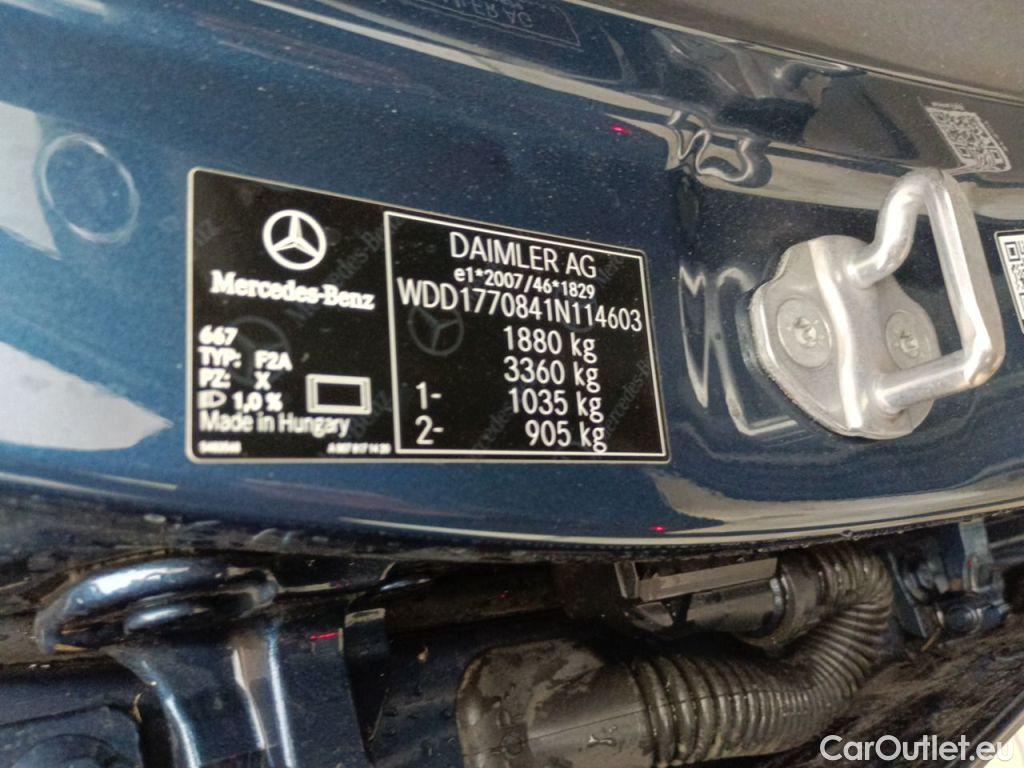 Mercedes-Benz
667
TYP: F2A
PZ: X
1,0 %
Made in Hungary
DAIMLER AG
e1*2007/46*1829
WDD1770841N114603
1880 kg
3360 kg
1- 1035 kg
2- 905 kg
CarOutlet.eu